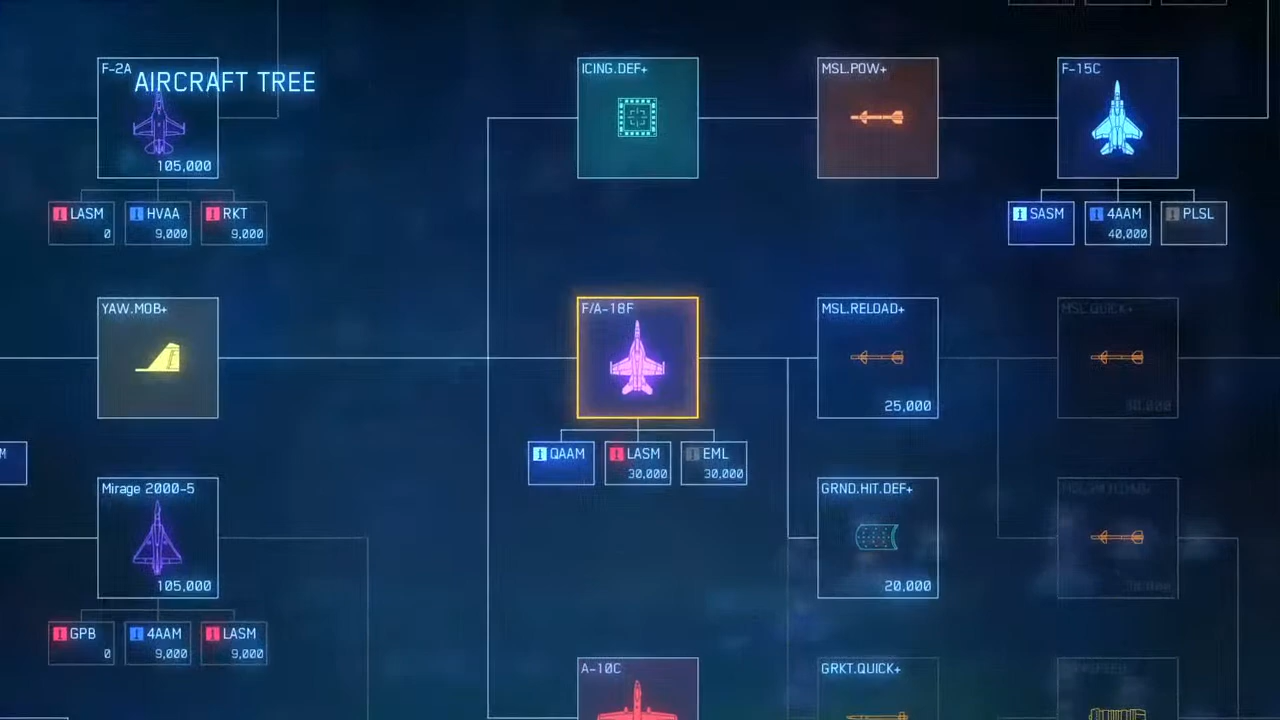 AIRCRAFT TREE
F-2A
105,000
LASM
0
HVAA
9,000
RKT
9,000
ICING.DEF+
MSL.POW+
F-15C
SASM
4AAM
40,000
PLSL
YAW.MOB+
F/A-18F
QAAM
LASM
30,000
EML
30,000
MSL.RELOAD+
25,000
MSL.QUICK+
M
Mirage 2000-5
105,000
GPB
0
4AAM
9,000
LASM
9,000
GRND.HIT.DEF+
20,000
A-10C
GRKT.QUICK+